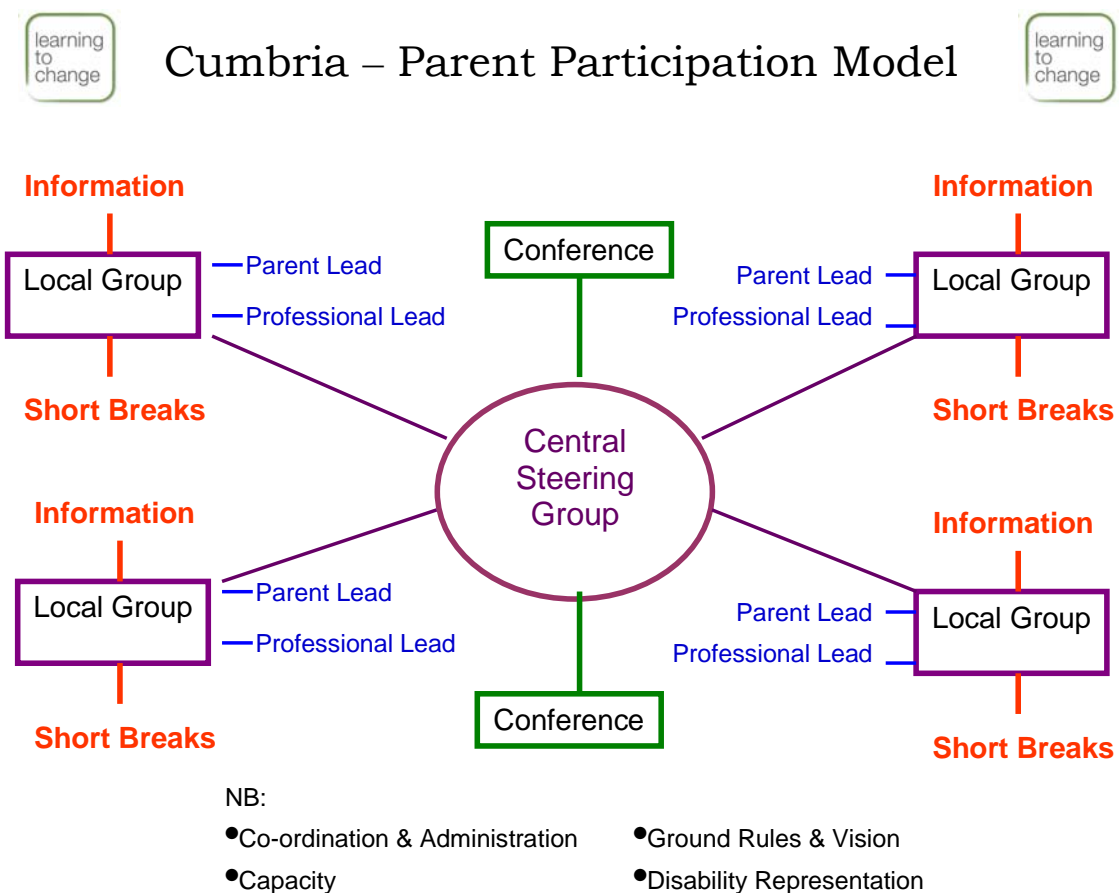 learning
to
change
Cumbria – Parent Participation Model
learning
to
change
Information
Local Group
Parent Lead
Professional Lead
Short Breaks
Conference
Information
Parent Lead
Professional Lead
Local Group
Short Breaks
Central
Steering
Group
Information
Local Group
Parent Lead
Professional Lead
Short Breaks
Information
Parent Lead
Professional Lead
Local Group
Short Breaks
Conference
NB:
•Co-ordination & Administration
•Ground Rules & Vision
•Capacity
•Disability Representation